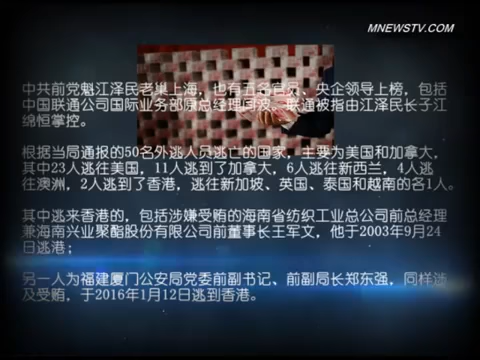 MNEWSTV.COM
中共前党魁江泽民老巢上海，也有五名官员、央企领导上榜，包括
中国联通公司国际业务部原总经理闫波。联通被指由江泽民长子江
绵恒掌控。
根据当局通报的50名外逃人员逃亡的国家，主要为美国和加拿大，
其中23人逃往美国，11人逃到了加拿大，6人逃往新西兰，4人逃
往澳洲，2人逃到了香港，逃往新加坡、英国、泰国和越南的各1人。
其中逃来香港的，包括涉嫌受贿的海南省纺织工业总公司前总经理
兼海南兴业聚酯股份有限公司前董事长王军文，他于2003年9月24
日逃港；
另一人为福建厦门公安局党委前副书记、前副局长郑东强，同样涉
及受贿，于2016年1月12日逃到香港。